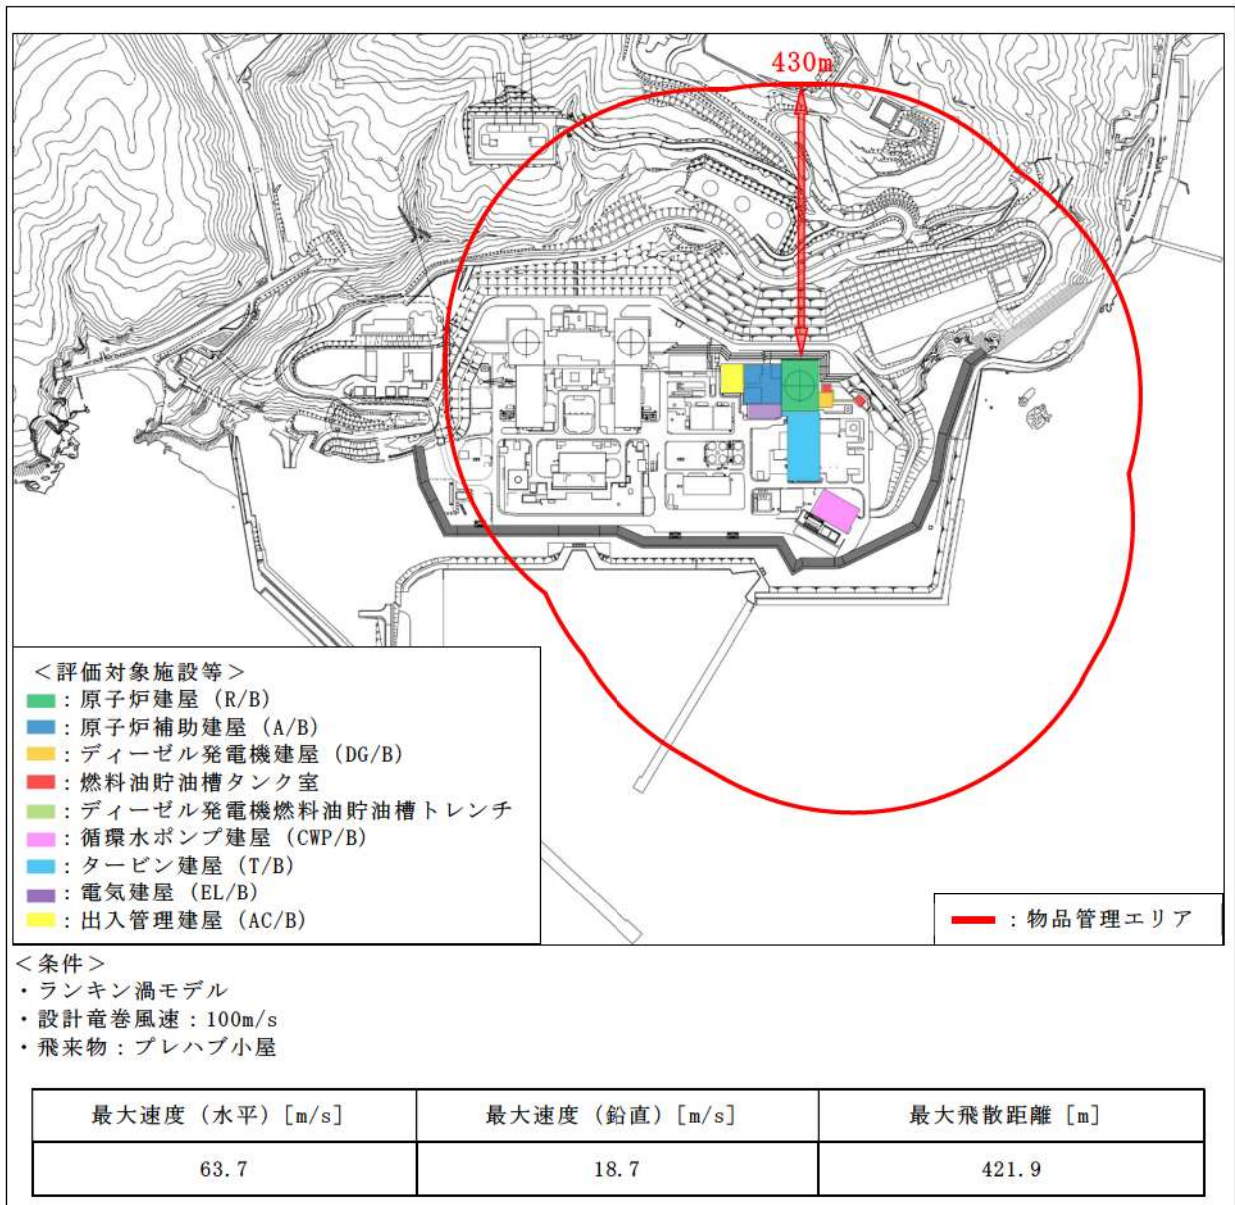 430m
＜評価対象施設等＞
：原子炉建屋 (R/B)
：原子炉補助建屋 (A/B)
：ディーゼル発電機建屋 (DG/B)
：燃料油貯油槽タンク室
：ディーゼル発電機燃料油貯油槽トレンチ
：循環水ポンプ建屋 (CWP/B)
：タービン建屋 (T/B)
：電気建屋 (EL/B)
：出入管理建屋 (AC/B)
：物品管理エリア
＜条件＞
・ランキン渦モデル
・設計竜巻風速：100m/s
・飛来物：プレハブ小屋
最大速度（水平）[m/s] 最大速度（鉛直）[m/s] 最大飛散距離 [m]
63.7 18.7 421.9